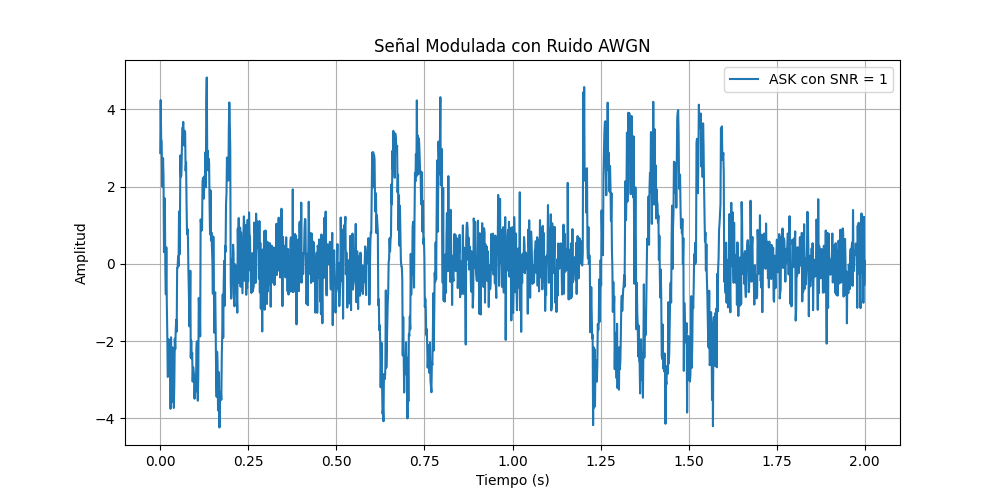 Señal Modulada con Ruido AWGN
ASK con SNR = 1
Amplitud
4
2
0
−2
−4
0.00 0.25 0.50 0.75 1.00 1.25 1.50 1.75 2.00
Tiempo (s)